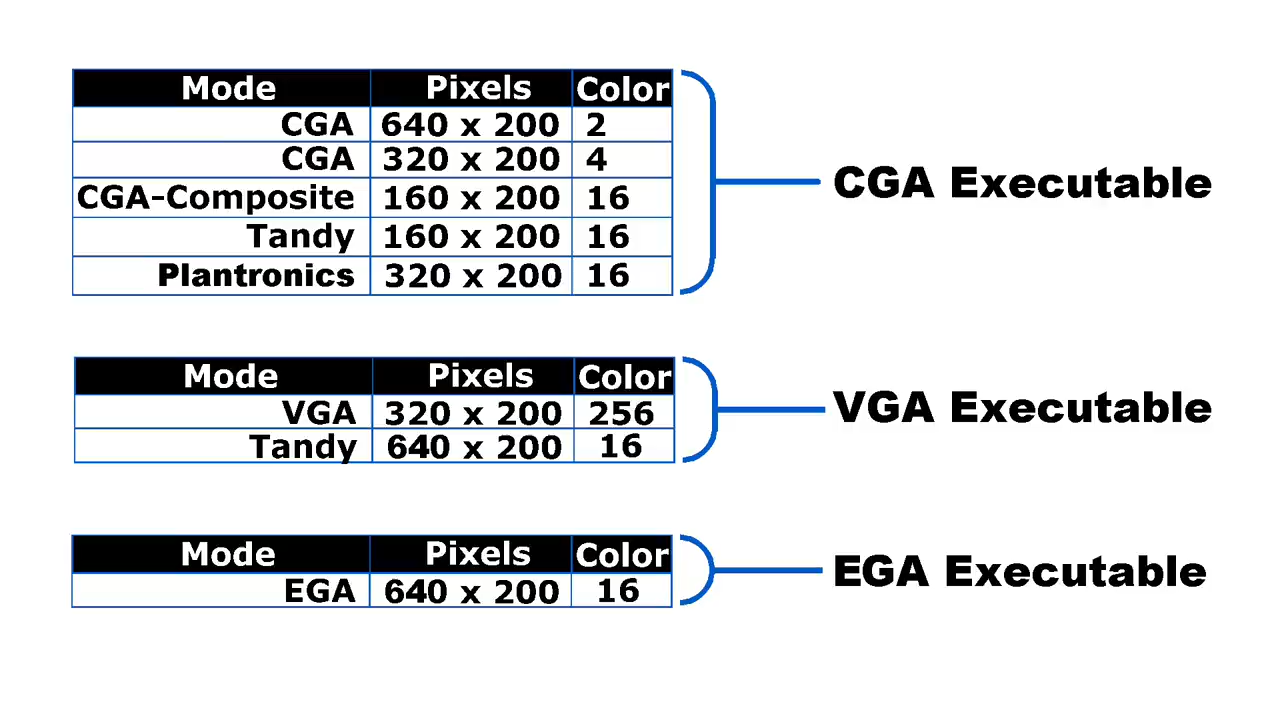 Mode Pixels Color
CGA 640 x 200 2
CGA 320 x 200 4
CGA-Composite 160 x 200 16
Tandy 160 x 200 16
Plantronics 320 x 200 16
CGA Executable
Mode Pixels Color
VGA 320 x 200 256
Tandy 640 x 200 16
VGA Executable
Mode Pixels Color
EGA 640 x 200 16
EGA Executable